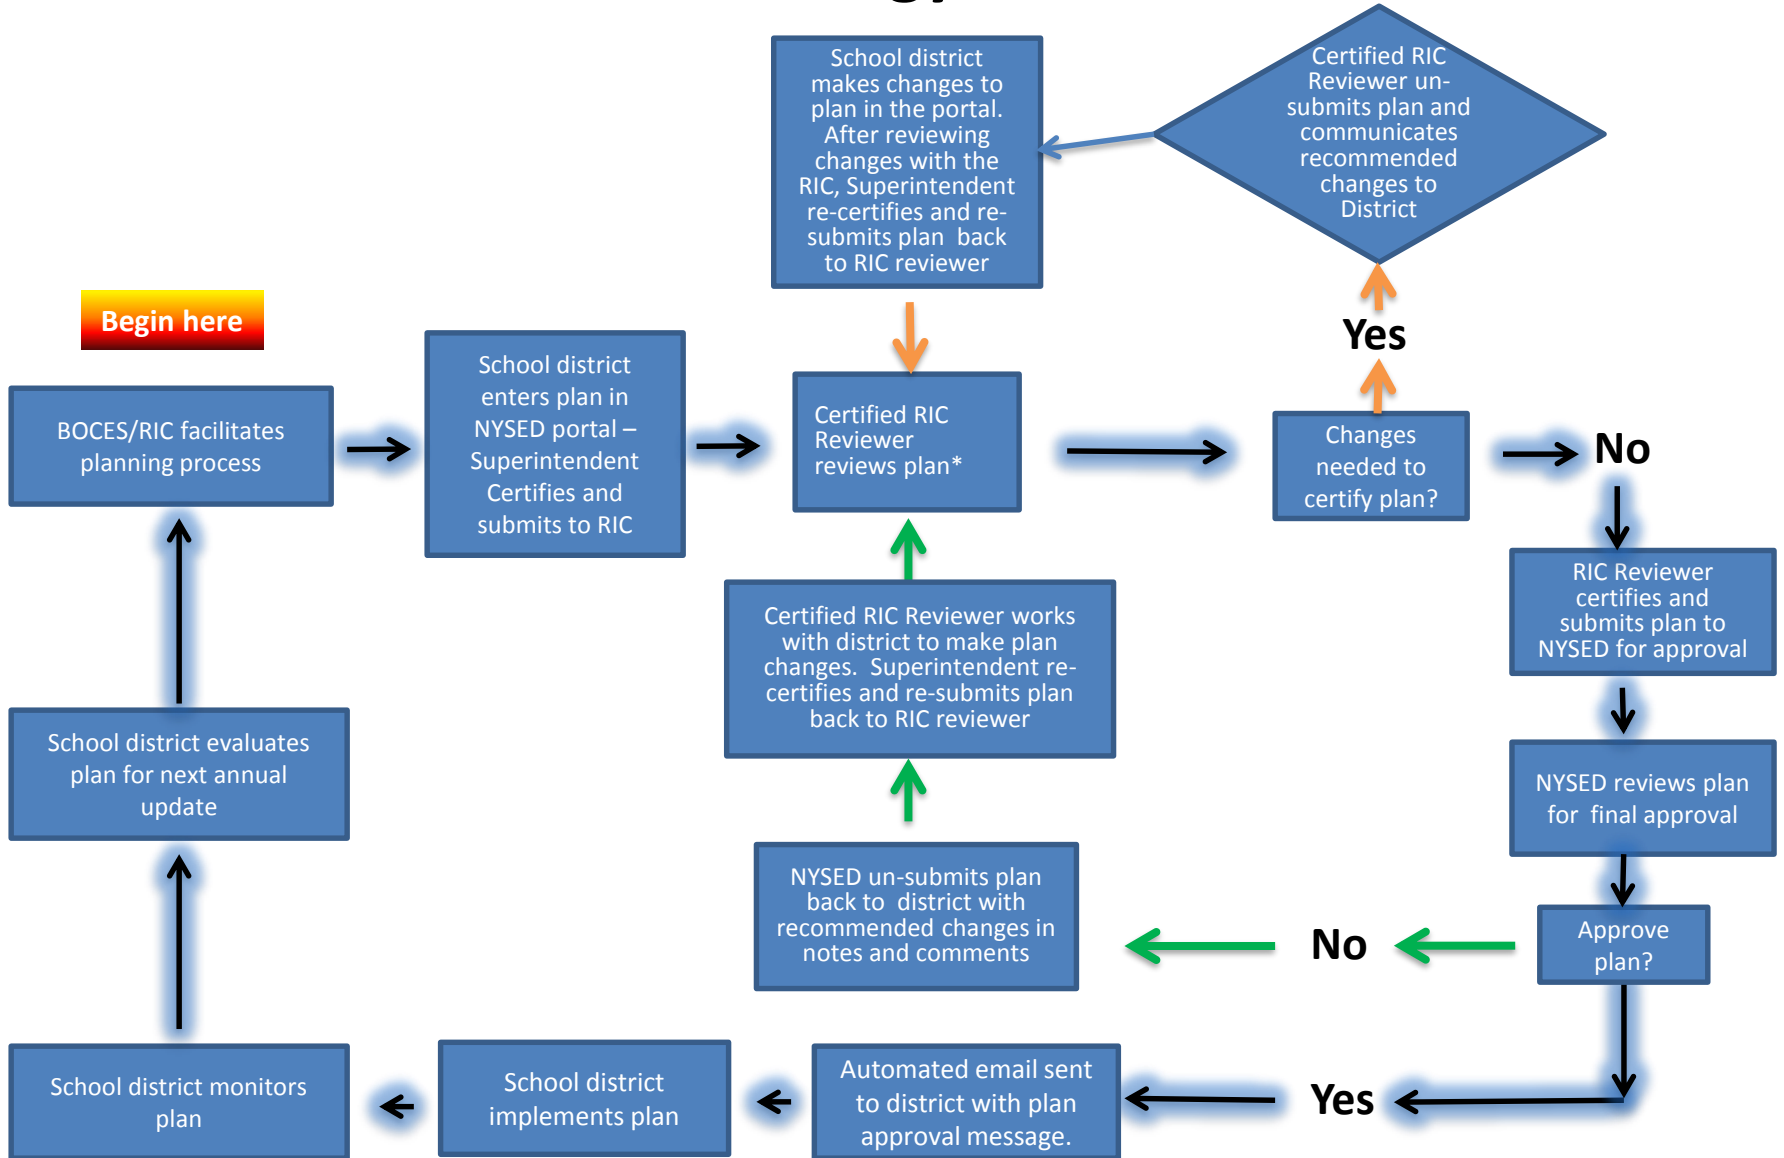 School district
makes changes to
plan in the portal.
After reviewing
changes with the
RIC, Superintendent
re-certifies and re-
submits plan  back
to RIC reviewer
Certified RIC
Reviewer un-
submits plan and
communicates
recommended
changes to
District
Begin here
Yes
BOCES/RIC facilitates
planning process
School district
enters plan in
NYSED portal –
Superintendent
Certifies and
submits to RIC
Certified RIC
Reviewer
reviews plan*
Changes
needed to
certify plan?
No
RIC Reviewer
certifies and
submits plan to
NYSED for approval
Certified RIC Reviewer works
with district to make plan
changes.  Superintendent re-
certifies and re-submits plan
back to RIC reviewer
School district evaluates
plan for next annual
update
NYSED reviews plan
for  final approval
NYSED un-submits plan
back to  district with
recommended changes in
notes and comments
No
Approve
plan?
School district monitors
plan
School district
implements plan
Automated email sent
to district with plan
approval message.
Yes